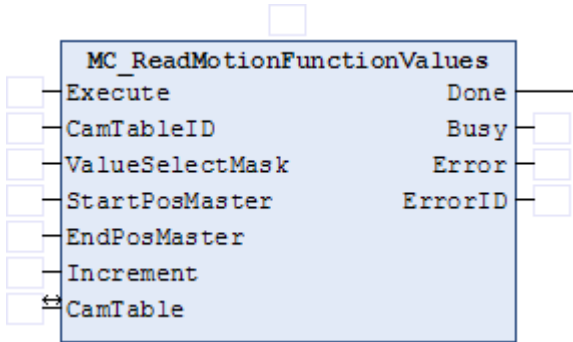 MC_ReadMotionFunctionValues
Execute Done
CamTableID Busy
ValueSelectMask Error
StartPosMaster ErrorID
EndPosMaster
Increment
CamTable